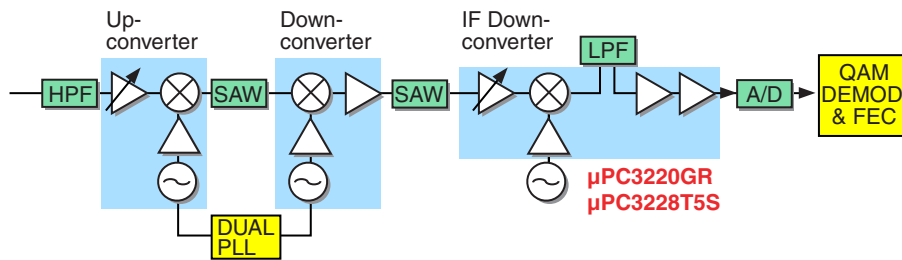 Up-
converter
Down-
converter
IF Down-
converter
LPF
HPF
SAW
SAW
A/D
QAM
DEMOD
& FEC
µPC3220GR
µPC3228T5S
DUAL
PLL